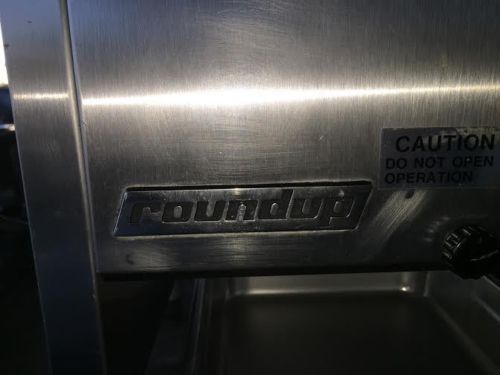 CAUTION
DO NOT OPEN
OPERATION
roundup